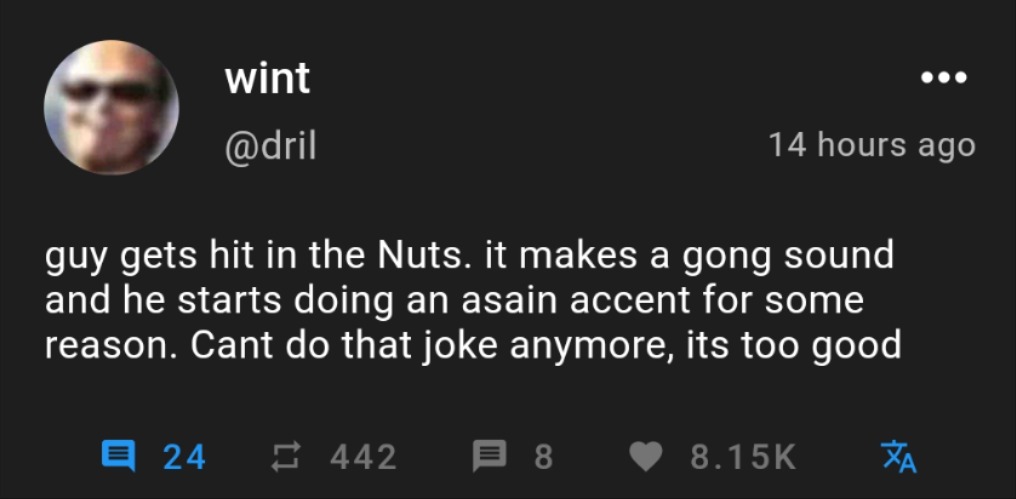 wint
@dril
14 hours ago
guy gets hit in the Nuts. it makes a gong sound
and he starts doing an asain accent for some
reason. Cant do that joke anymore, its too good
24 442 8 8.15K